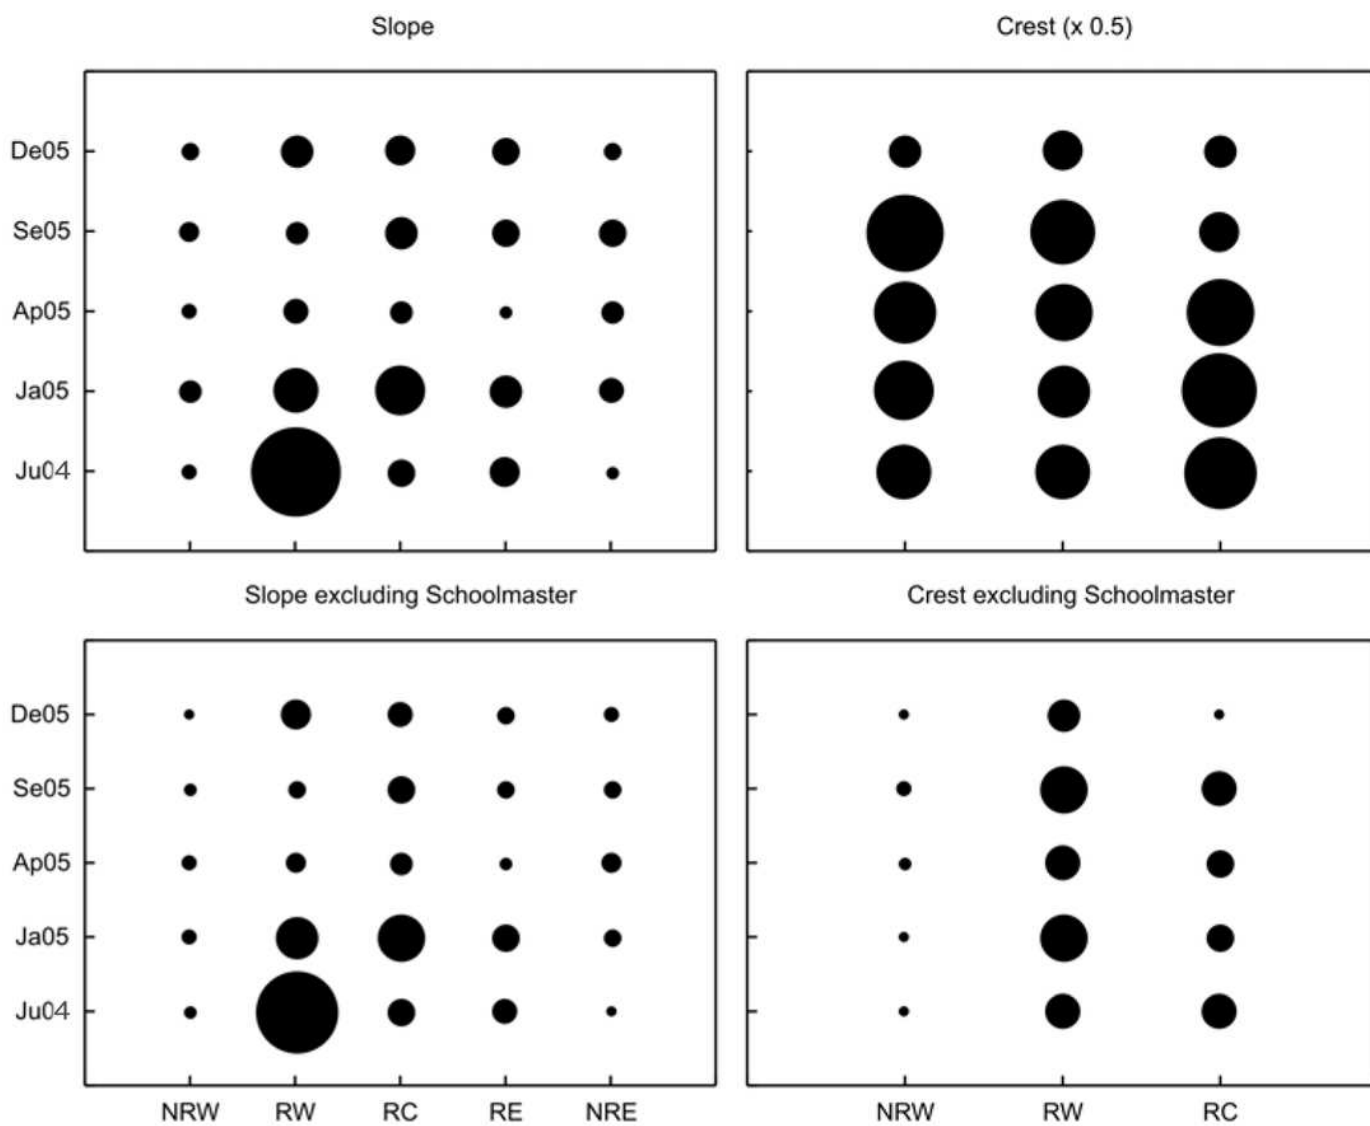 Slope
Crest (x 0.5)
De05
Se05
Ap05
Ja05
Ju04
Slope excluding Schoolmaster
Crest excluding Schoolmaster
De05
Se05
Ap05
Ja05
Ju04
NRW RW RC RE NRE
NRW RW RC